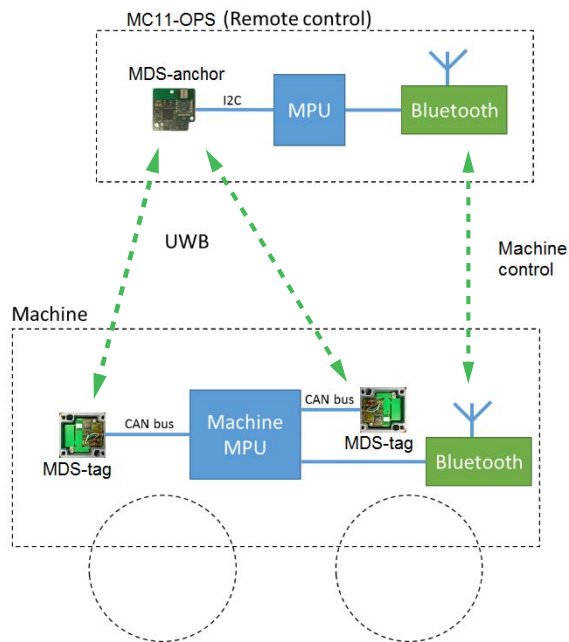 MC11-OPS (Remote control)
MDS-anchor
I2C
MPU
Bluetooth
UWB
Machine
control
Machine
CAN bus
MDS-tag
Machine
MPU
CAN bus
MDS-tag
Bluetooth